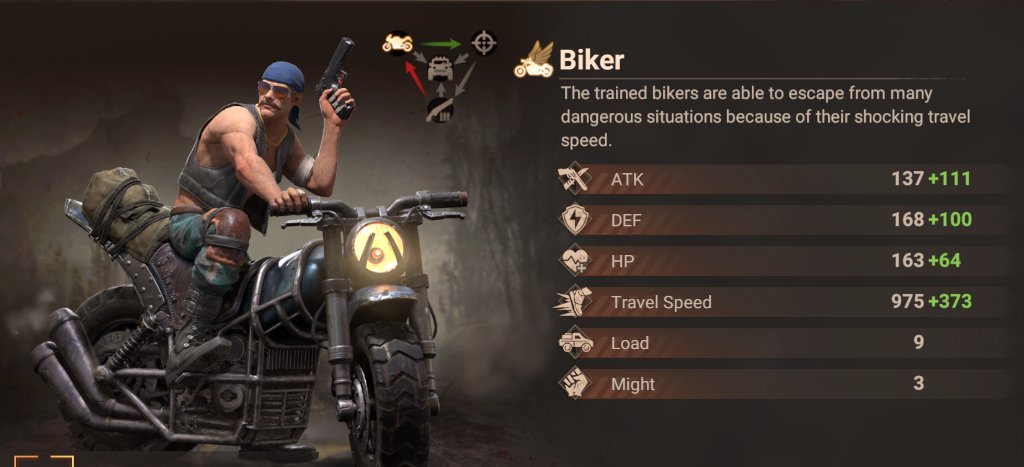 Biker
The trained bikers are able to escape from many
dangerous situations because of their shocking travel
speed.
ATK 137 +111
DEF 168 +100
HP 163 +64
Travel Speed 975 +373
Load 9
Might 3